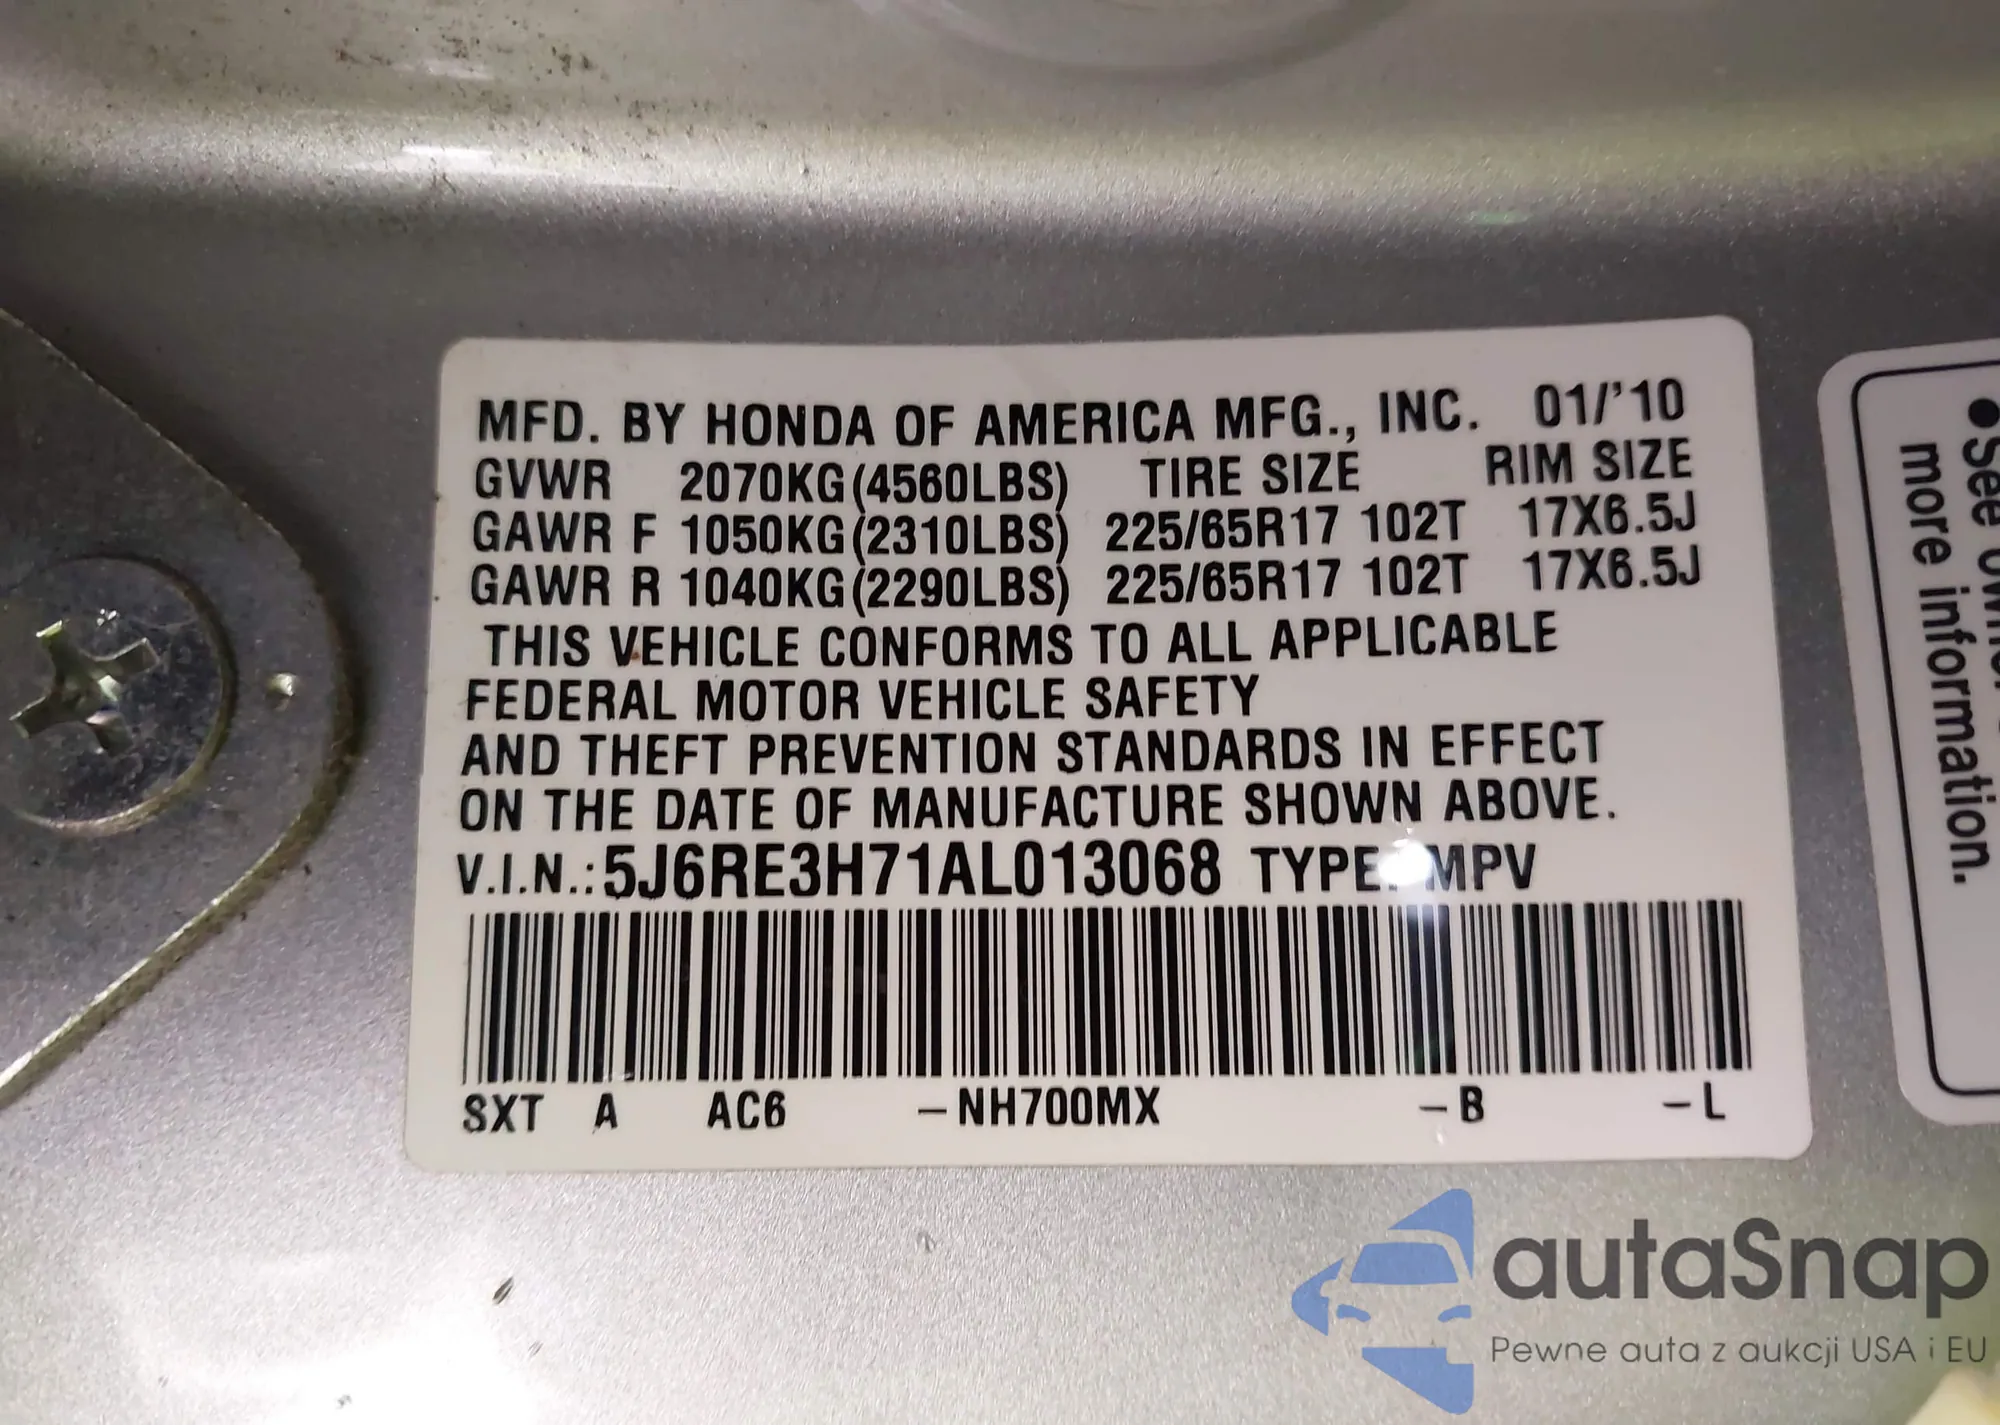 MFD. BY HONDA OF AMERICA MFG., INC. 01/'10
GVWR 2070KG(4560LBS) TIRE SIZE RIM SIZE
GAWR F 1050KG(2310LBS) 225/65R17 102T 17X6.5J
GAWR R 1040KG(2290LBS) 225/65R17 102T 17X6.5J
THIS VEHICLE CONFORMS TO ALL APPLICABLE
FEDERAL MOTOR VEHICLE SAFETY
AND THEFT PREVENTION STANDARDS IN EFFECT
ON THE DATE OF MANUFACTURE SHOWN ABOVE.
V.I.N.:5J6RE3H71AL013068 TYPE: MPV
SXT A AC6 –NH700MX –B –L
●See
more information.
autaSnap
Pewne auta z aukcji USA i EU